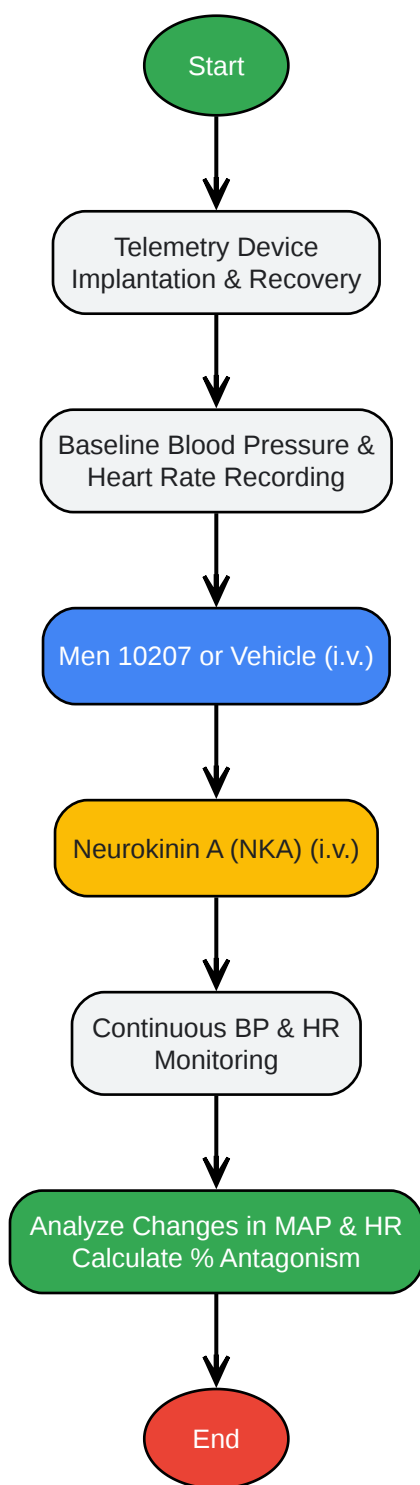 Start
Telemetry Device
Implantation & Recovery
Baseline Blood Pressure &
Heart Rate Recording
Men 10207 or Vehicle (i.v.)
Neurokinin A (NKA) (i.v.)
Continuous BP & HR
Monitoring
Analyze Changes in MAP & HR
Calculate % Antagonism
End